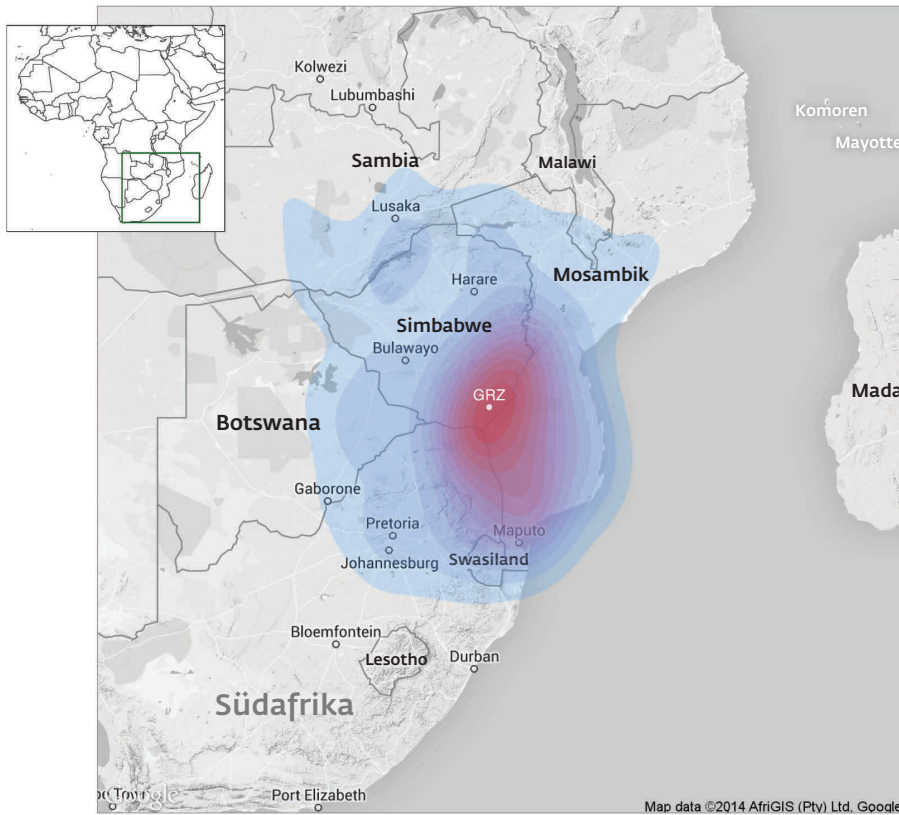 Kolwezi
Lubumbashi
Komoren
Mayotte
Sambia
Malawi
Lusaka
Mosambik
Harare
Simbabwe
Bulawayo
GRZ
Mada
Botswana
Gaborone
Pretoria
Maputo
Johannesburg
Swasiland
Bloemfontein
Lesotho
Durban
Südafrika
Google
Port Elizabeth
Map data ©2014 AfriGIS (Pty) Ltd, Google